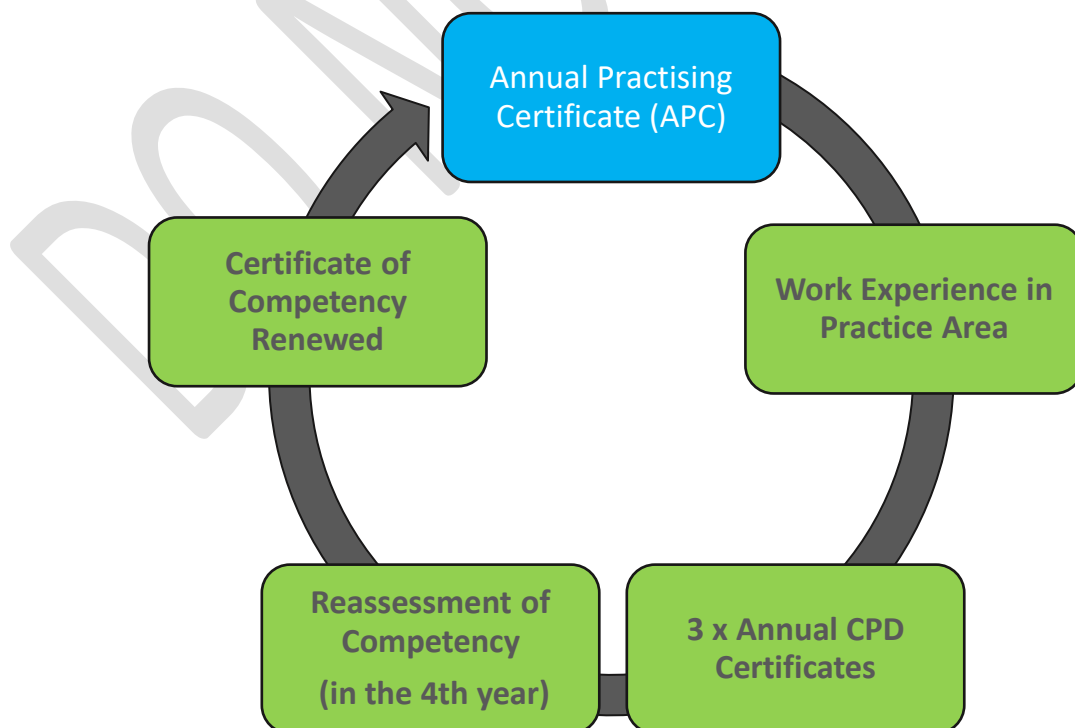 Annual Practising
Certificate (APC)
Work Experience in
Practice Area
3 x Annual CPD
Certificates
Reassessment of
Competency
(in the 4th year)
Certificate of
Competency
Renewed